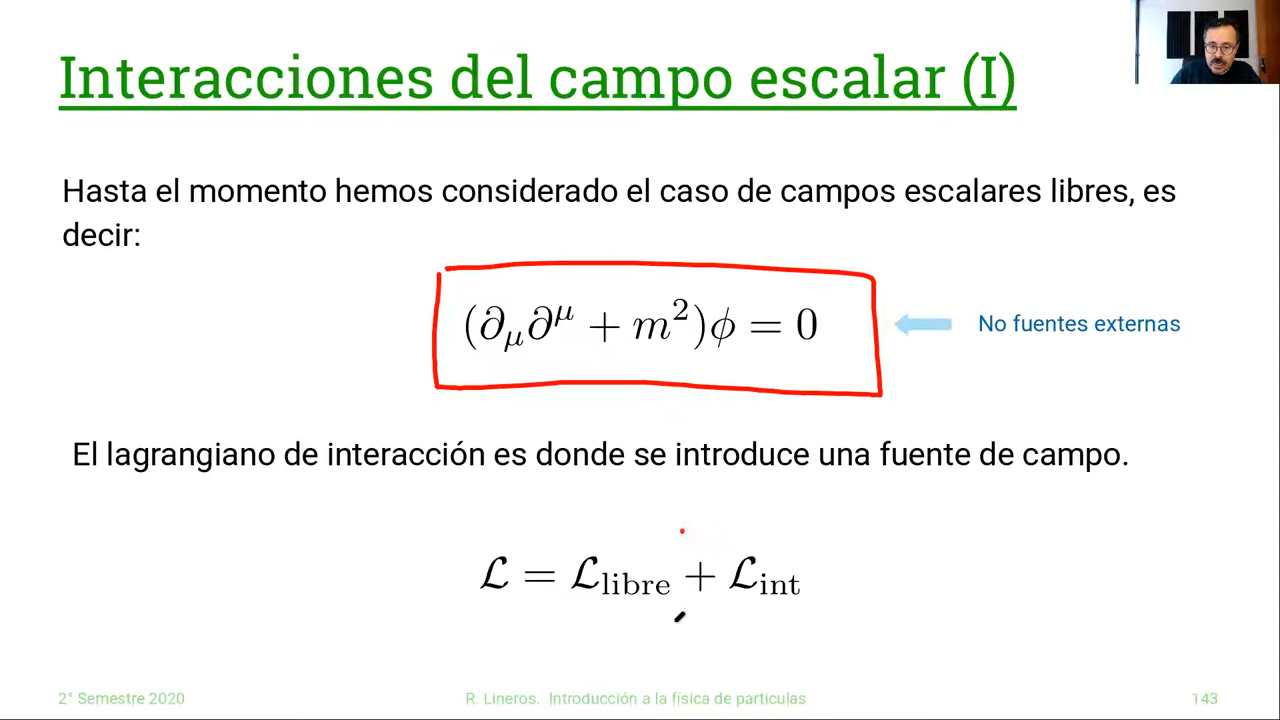 Interacciones del campo escalar (I)
Hasta el momento hemos considerado el caso de campos escalares libres, es
decir:
(∂_μ∂^μ + m²)ϕ = 0
No fuentes externas
El lagrangiano de interacción es donde se introduce una fuente de campo.
ℒ = ℒ_libre + ℒ_int
2° Semestre 2020
R. Lineros. Introducción a la física de particulas
143